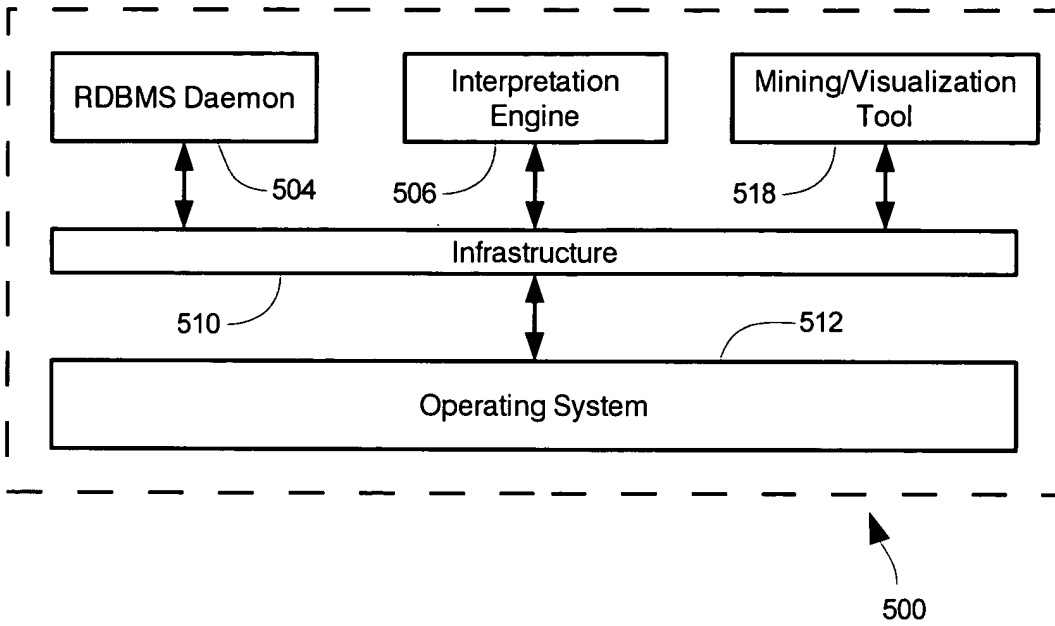 RDBMS Daemon
Interpretation
Engine
Mining/Visualization
Tool
504
506
518
Infrastructure
510
512
Operating System
500